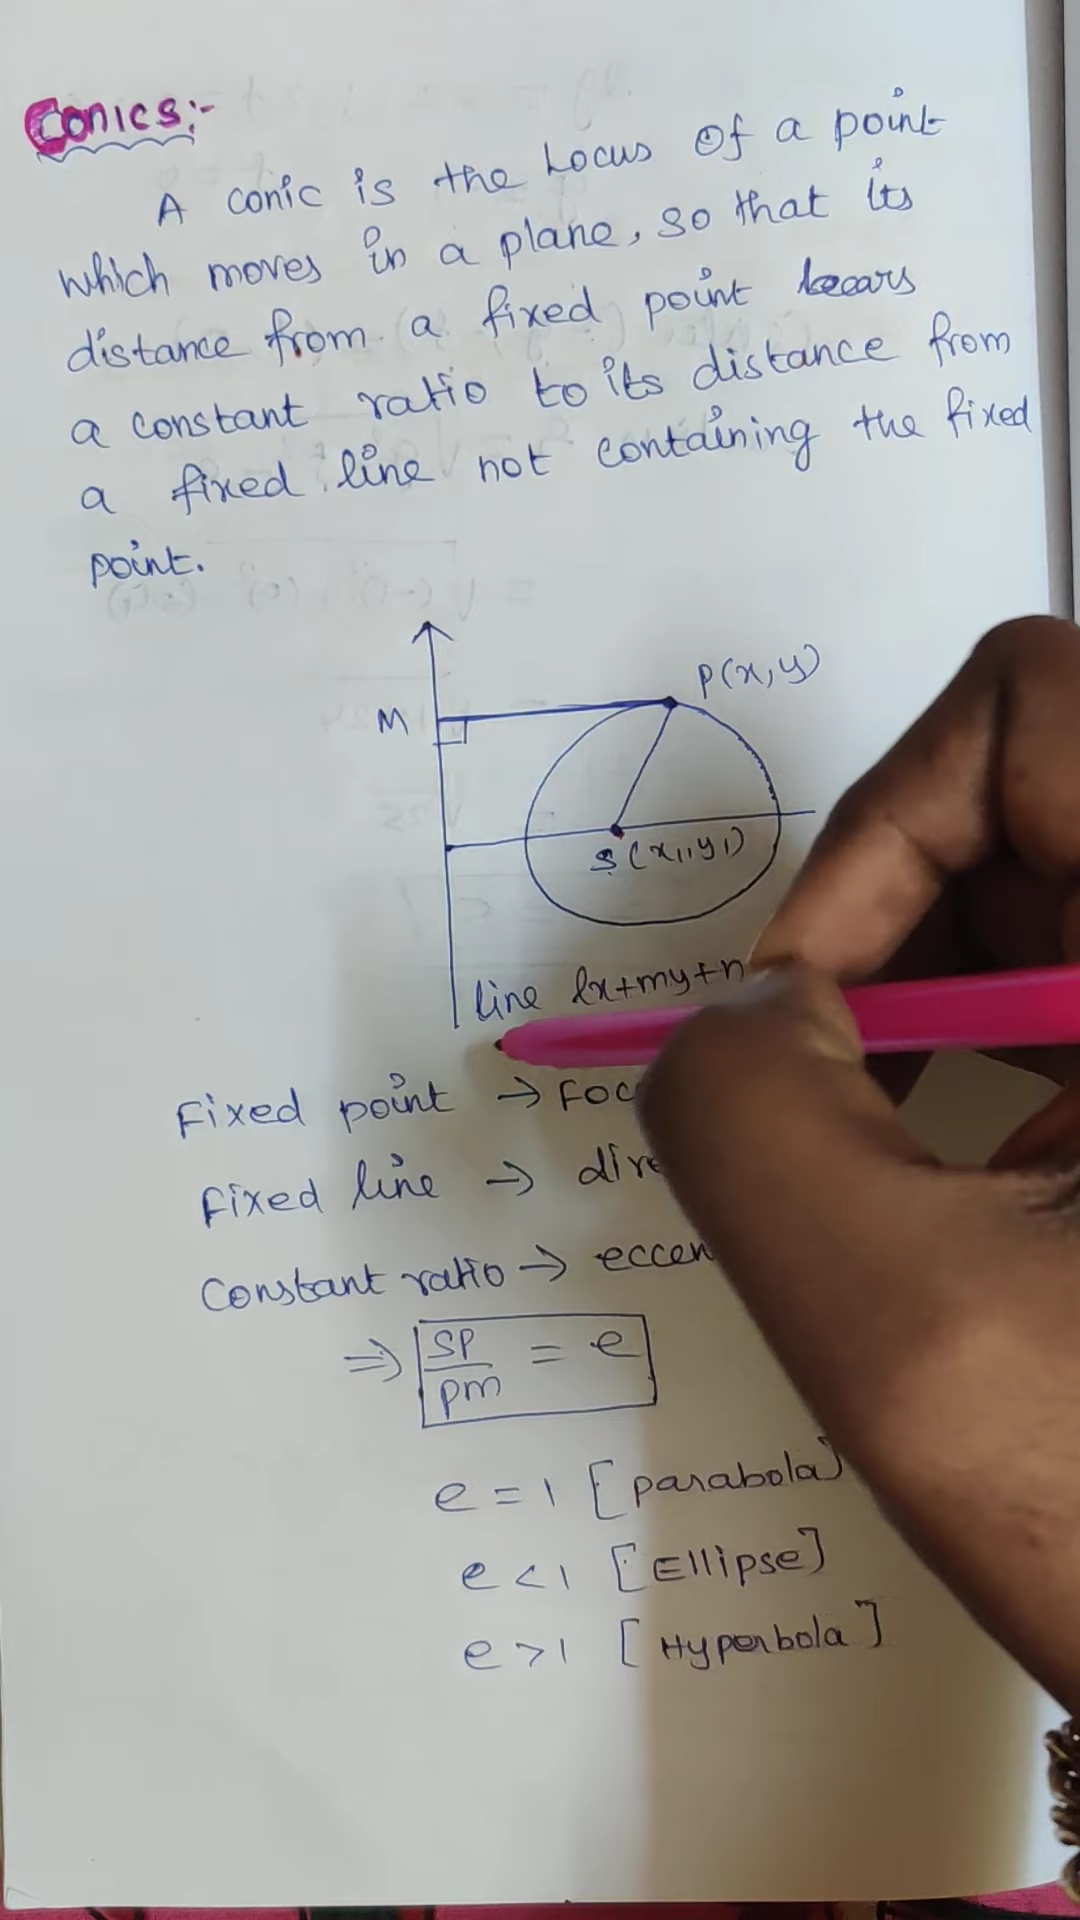 Conics:-
A conic is the Locus of a point
which moves in a plane, so that its
distance from a fixed point bears
a constant ratio to its distance from
a fixed line not containing the fixed
point.
P(x,y)
M
S(x1,y1)
line lx+my+n
Fixed point →
Fixed line →
Constant ratio →
⇒ SP/PM = e
e = 1 [parabola]
e < 1 [Ellipse]
e > 1 [Hyperbola]